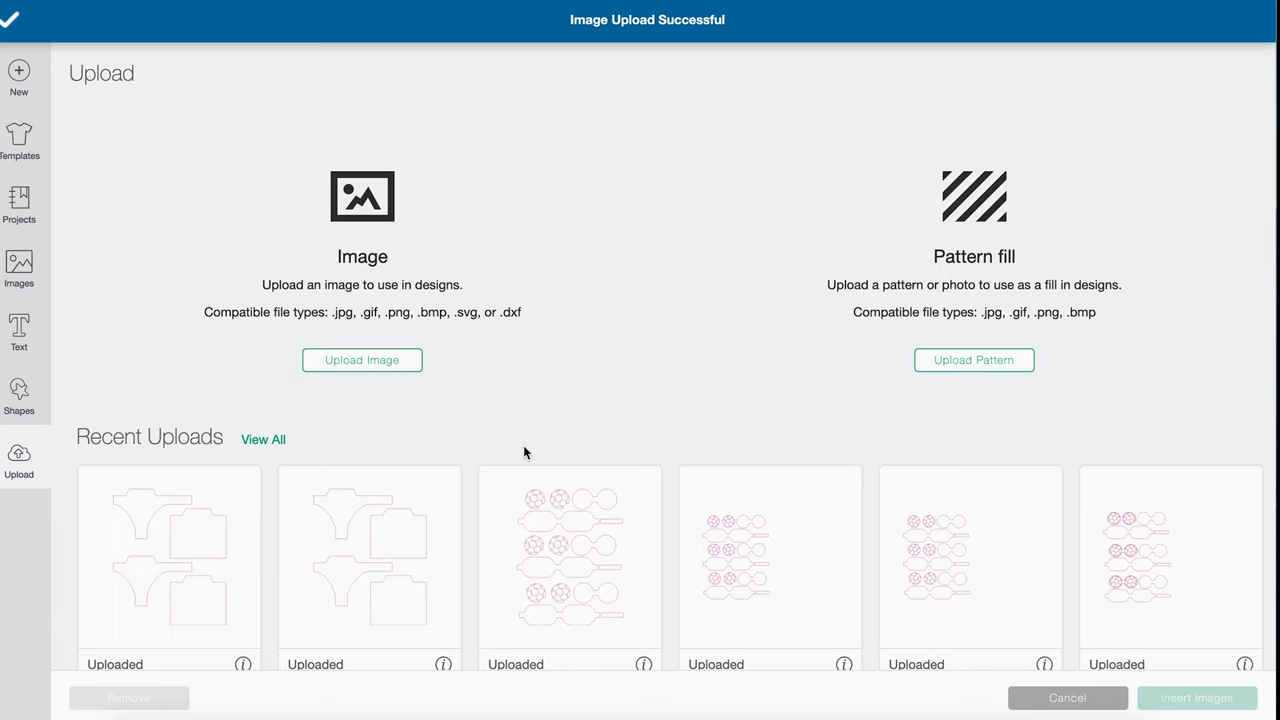 Image Upload Successful
New
Templates
Projects
Images
Text
Shapes
Upload
Upload
Image
Upload an image to use in designs.
Compatible file types: .jpg, .gif, .png, .bmp, .svg, or .dxf
Upload Image
Pattern fill
Upload a pattern or photo to use as a fill in designs.
Compatible file types: .jpg, .gif, .png, .bmp
Upload Pattern
Recent Uploads View All
Uploaded
Uploaded
Uploaded
Uploaded
Uploaded
Uploaded
Remove
Cancel
Insert Images